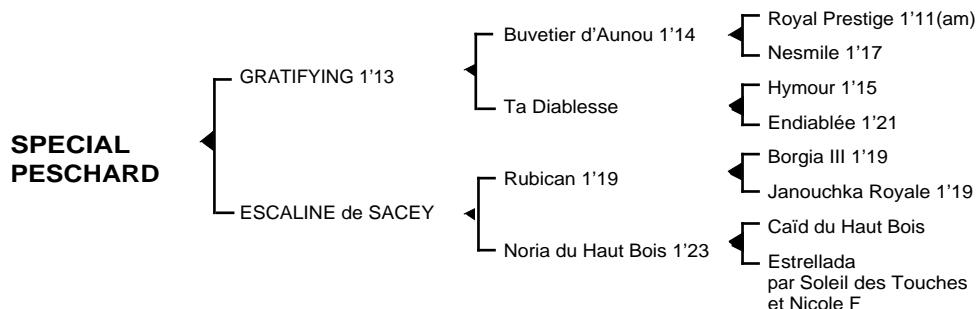 SPECIAL
PESCHARD
GRATIFYING 1’13
ESCALINE de SACEY
Buvetier d'Aunou 1’14
Ta Diablesse
Rubican 1’19
Noria du Haut Bois 1’23
Royal Prestige 1’11(am)
Nesmile 1’17
Hymour 1’15
Endiablée 1’21
Borgia III 1’19
Janouchka Royale 1’19
Caïd du Haut Bois
Estrellada
par Soleil des Touches
et Nicole F